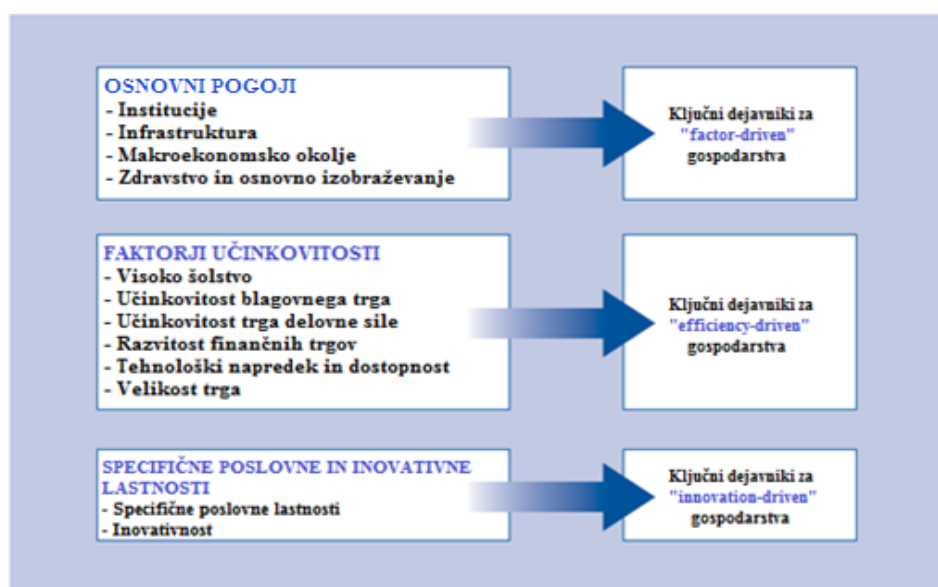 OSNOVNI POGOJI
- Institucije
- Infrastruktura
- Makroekonomsko okolje
- Zdravstvo in osnovno izobraževanje
Ključni dejavniki za
"factor-driven"
gospodarstva
FAKTORJI UČINKOVITOSTI
- Visoko šolstvo
- Učinkovitost blagovnega trga
- Učinkovitost trga delovne sile
- Razvitost finančnih trgov
- Tehnološki napredek in dostopnost
- Velikost trga
Ključni dejavniki za
"efficiency-driven"
gospodarstva
SPECIFIČNE POSLOVNE IN INOVATIVNE
LASTNOSTI
- Specifične poslovne lastnosti
- Inovativnost
Ključni dejavniki za
"innovation-driven"
gospodarstva